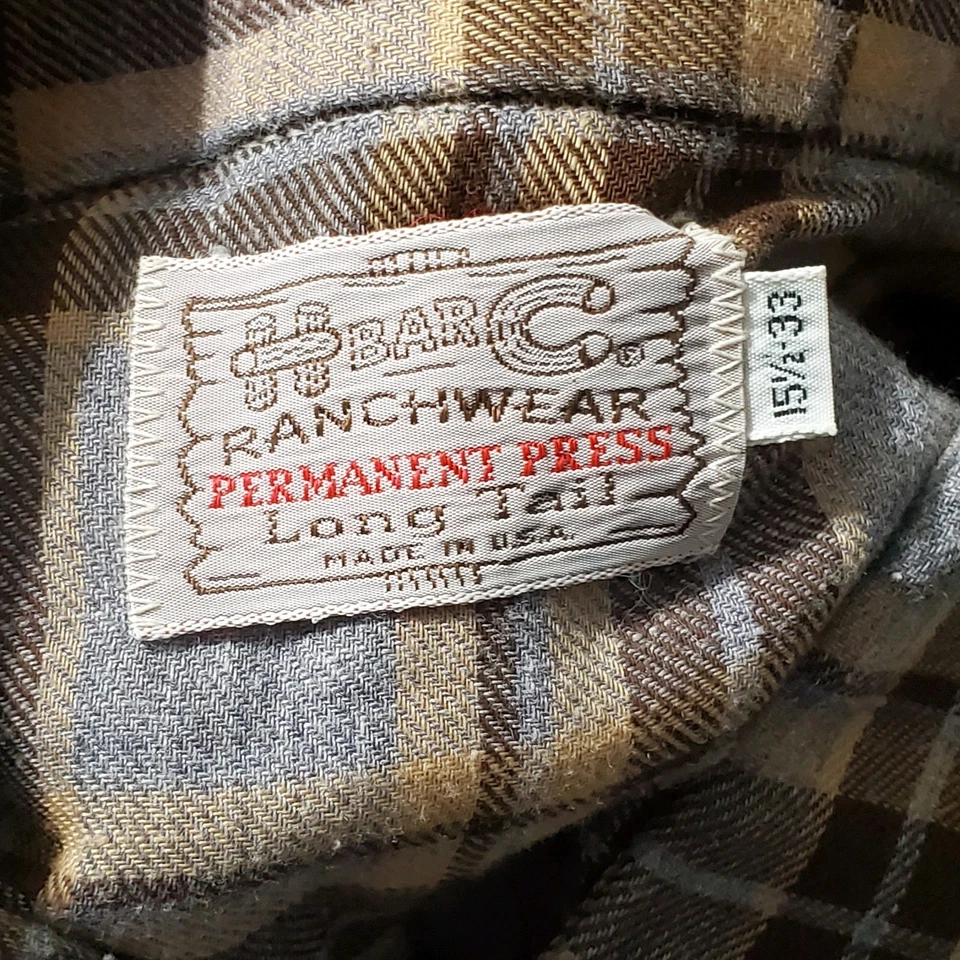 H BAR C ®
RANCHWEAR
PERMANENT PRESS
Long Tail
MADE IN U.S.A.
15½-33